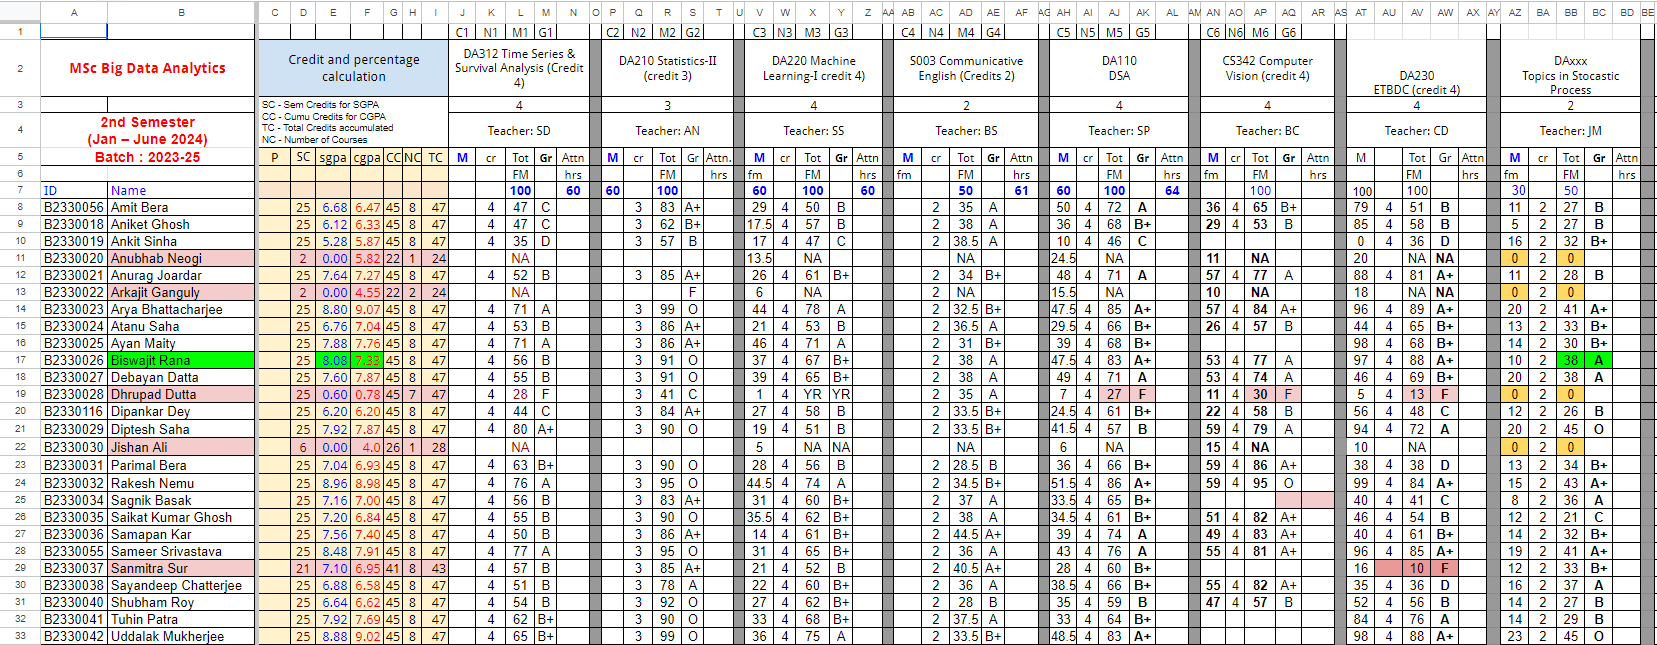 A B C D E F G H I J K L M N O P Q R S T U V W X Y Z AA AB AC AD AE AF AG AH AI AJ AK AL AM AN AO AP AQ AR AS AT AU AV AW AX AY AZ BA BB BC BD BE
1 C1 N1 M1 G1 C2 N2 M2 G2 C3 N3 M3 G3 C4 N4 M4 G4 C5 N5 M5 G5 C6 N6 M6 G6
2 MSc Big Data Analytics Credit and percentage calculation DA312 Time Series & Survival Analysis (Credit 4) DA210 Statistics-II (credit 3) DA220 Machine Learning-I credit 4) S003 Communicative English (Credits 2) DA110 DSA CS342 Computer Vision (credit 4) DA230 ETBDC (credit 4) DAxxx Topics in Stocastic Process
3 4 3 4 2 4 4 4 2
SC - Sem Credits for SGPA
CC - Cumu Credits for CGPA
TC - Total Credits accumulated
NC - Number of Courses
4 2nd Semester (Jan – June 2024) Teacher: SD Teacher: AN Teacher: SS Teacher: BS Teacher: SP Teacher: BC Teacher: CD Teacher: JM
5 Batch : 2023-25 P SC sgpa cgpa CC NC TC M cr Tot Gr Attn M cr Tot Gr Attn. M cr Tot Gr Attn M cr Tot Gr Attn M cr Tot Gr Attn M cr Tot Gr Attn M Tot Gr Attn M cr Tot Gr Attn
6 FM hrs FM hrs fm FM hrs fm FM hrs FM hrs fm FM hrs FM hrs fm FM hrs
7 ID Name 100 60 60 100 60 100 60 50 61 60 100 64 100 100 100 30 50
8 B2330056 Amit Bera 25 6.68 6.47 45 8 47 4 47 C 3 83 A+ 29 4 50 B 2 35 A 50 4 72 A 36 4 65 B+ 79 4 51 B 11 2 27 B
9 B2330018 Aniket Ghosh 25 6.12 6.33 45 8 47 4 47 C 3 62 B+ 17.5 4 57 B 2 38 A 36 4 68 B+ 29 4 53 B 85 4 58 B 5 2 27 B
10 B2330019 Ankit Sinha 25 5.28 5.87 45 8 47 4 35 D 3 57 B 17 4 47 C 2 38.5 A 10 4 46 C 0 4 36 D 16 2 32 B+
11 B2330020 Anubhab Neogi 2 0.00 5.82 22 1 24 NA 13.5 NA NA 24.5 NA 11 NA 20 NA NA 0 2 0
12 B2330021 Anurag Joardar 25 7.64 7.27 45 8 47 4 52 B 3 85 A+ 26 4 61 B+ 2 34 B+ 48 4 71 A 57 4 77 A 88 4 81 A+ 11 2 28 B
13 B2330022 Arkajit Ganguly 2 0.00 4.55 22 2 24 NA F 6 NA 2 NA 15.5 NA 10 NA 18 NA NA 0 2 0
14 B2330023 Arya Bhattacharjee 25 8.80 9.07 45 8 47 4 71 A 3 99 O 44 4 78 A 2 32.5 B+ 47.5 4 85 A+ 57 4 84 A+ 96 4 89 A+ 20 2 41 A+
15 B2330024 Atanu Saha 25 6.76 7.04 45 8 47 4 53 B 3 86 A+ 21 4 53 B 2 36.5 A 29.5 4 66 B+ 26 4 57 B 44 4 65 B+ 13 2 33 B+
16 B2330025 Ayan Maity 25 7.88 7.76 45 8 47 4 71 A 3 86 A+ 46 4 71 A 2 31 B+ 39 4 68 B+ 98 4 68 B+ 14 2 30 B+
17 B2330026 Biswajit Rana 25 8.08 7.33 45 8 47 4 56 B 3 91 O 37 4 67 B+ 2 38 A 47.5 4 83 A+ 53 4 77 A 97 4 88 A+ 10 2 38 A
18 B2330027 Debayan Datta 25 7.60 7.87 45 8 47 4 55 B 3 91 O 39 4 65 B+ 2 38 A 49 4 71 A 53 4 74 A 46 4 69 B+ 20 2 38 A
19 B2330028 Dhrupad Dutta 25 0.60 0.78 45 7 47 4 28 F 3 41 C 1 4 YR YR 2 35 A 7 4 27 F 11 4 30 F 5 4 13 F 0 2 0
20 B2330116 Dipankar Dey 25 6.20 6.20 45 8 47 4 44 C 3 84 A+ 27 4 58 B 2 33.5 B+ 24.5 4 61 B+ 22 4 58 B 56 4 48 C 12 2 26 B
21 B2330029 Diptesh Saha 25 7.92 7.87 45 8 47 4 80 A+ 3 90 O 19 4 51 B 2 33.5 B+ 41.5 4 57 B 59 4 79 A 94 4 72 A 20 2 45 O
22 B2330030 Jishan Ali 6 0.00 4.0 26 1 28 NA 5 NA NA NA 6 NA 15 4 NA 10 NA 0 2 0
23 B2330031 Parimal Bera 25 7.04 6.93 45 8 47 4 63 B+ 3 90 O 28 4 56 B 2 28.5 B 36 4 66 B+ 59 4 86 A+ 38 4 38 D 13 2 34 B+
24 B2330032 Rakesh Nemu 25 8.96 8.98 45 8 47 4 76 A 3 95 O 44.5 4 74 A 2 34.5 B+ 51.5 4 86 A+ 59 4 95 O 99 4 84 A+ 15 2 43 A+
25 B2330034 Sagnik Basak 25 7.16 7.00 45 8 47 4 56 B 3 83 A+ 31 4 60 B+ 2 37 A 33.5 4 65 B+ 40 4 41 C 8 2 36 A
26 B2330035 Saikat Kumar Ghosh 25 7.20 6.84 45 8 47 4 55 B 3 90 O 35.5 4 62 B+ 2 38 A 34.5 4 61 B+ 51 4 82 A+ 46 4 54 B 12 2 21 C
27 B2330036 Samapan Kar 25 7.56 7.40 45 8 47 4 50 B 3 86 A+ 14 4 61 B+ 2 44.5 A+ 39 4 74 A 49 4 83 A+ 40 4 61 B+ 14 2 32 B+
28 B2330055 Sameer Srivastava 25 8.48 7.91 45 8 47 4 77 A 3 95 O 31 4 65 B+ 2 36 A 43 4 76 A 55 4 81 A+ 96 4 85 A+ 19 2 41 A+
29 B2330037 Sanmitra Sur 21 7.10 6.95 41 8 43 4 57 B 3 85 A+ 21 4 52 B 2 40.5 A+ 28 4 60 B+ 16 10 F 12 2 33 B+
30 B2330038 Sayandeep Chatterjee 25 6.88 6.58 45 8 47 4 51 B 3 78 A 22 4 60 B+ 2 36 A 38.5 4 66 B+ 55 4 82 A+ 35 4 36 D 16 2 37 A
31 B2330040 Shubham Roy 25 6.64 6.62 45 8 47 4 54 B 3 92 O 27 4 62 B+ 2 28 B 35 4 59 B 47 4 57 B 52 4 56 B 14 2 27 B
32 B2330041 Tuhin Patra 25 7.92 7.69 45 8 47 4 62 B+ 3 90 O 33 4 62 B+ 2 37.5 A 33 4 64 B+ 84 4 76 A 14 2 29 B
33 B2330042 Uddalak Mukherjee 25 8.88 9.02 45 8 47 4 65 B+ 3 99 O 36 4 75 A 2 33.5 B+ 48.5 4 83 A+ 98 4 88 A+ 23 2 45 O